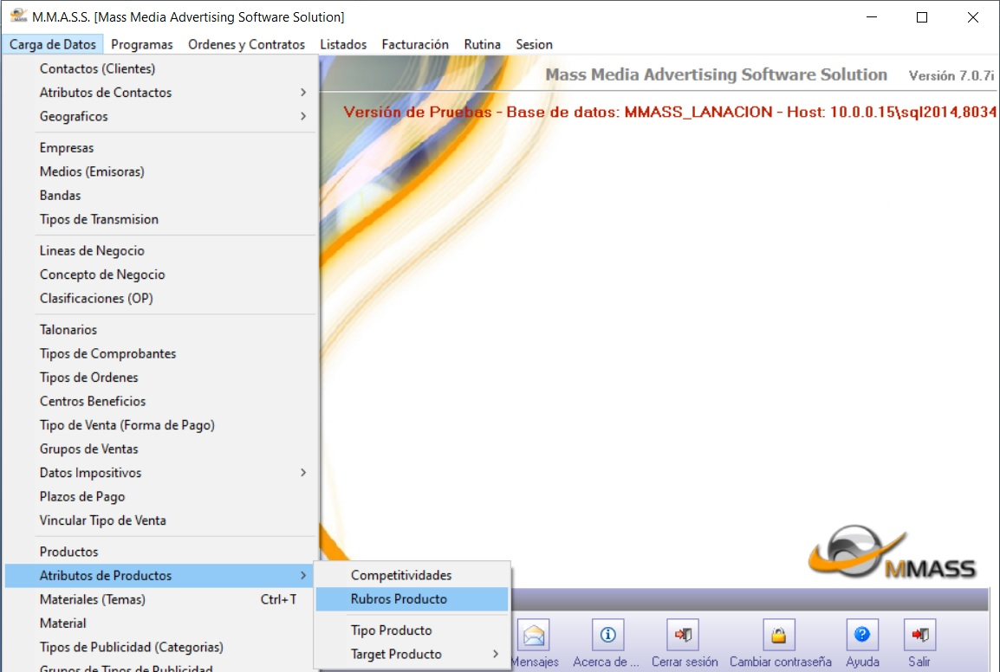 M.M.A.S.S. [Mass Media Advertising Software Solution]
Carga de Datos Programas Ordenes y Contratos Listados Facturación Rutina Sesion
Mass Media Advertising Software Solution Versión 7.0.7i
Versión de Pruebas - Base de datos: MMASS_LANACION - Host: 10.0.0.15\sql2014,8034
Contactos (Clientes)
Atributos de Contactos
Geograficos
Empresas
Medios (Emisoras)
Bandas
Tipos de Transmision
Lineas de Negocio
Concepto de Negocio
Clasificaciones (OP)
Talonarios
Tipos de Comprobantes
Tipos de Ordenes
Centros Beneficios
Tipo de Venta (Forma de Pago)
Grupos de Ventas
Datos Impositivos
Plazos de Pago
Vincular Tipo de Venta
Productos
Atributos de Productos
Materiales (Temas) Ctrl+T
Material
Tipos de Publicidad (Categorias)
Grupos de Tipos de Publicidad
Competitividades
Rubros Producto
Tipo Producto
Target Producto
MMASS
Mensajes Acerca de ... Cerrar sesión Cambiar contraseña Ayuda Salir